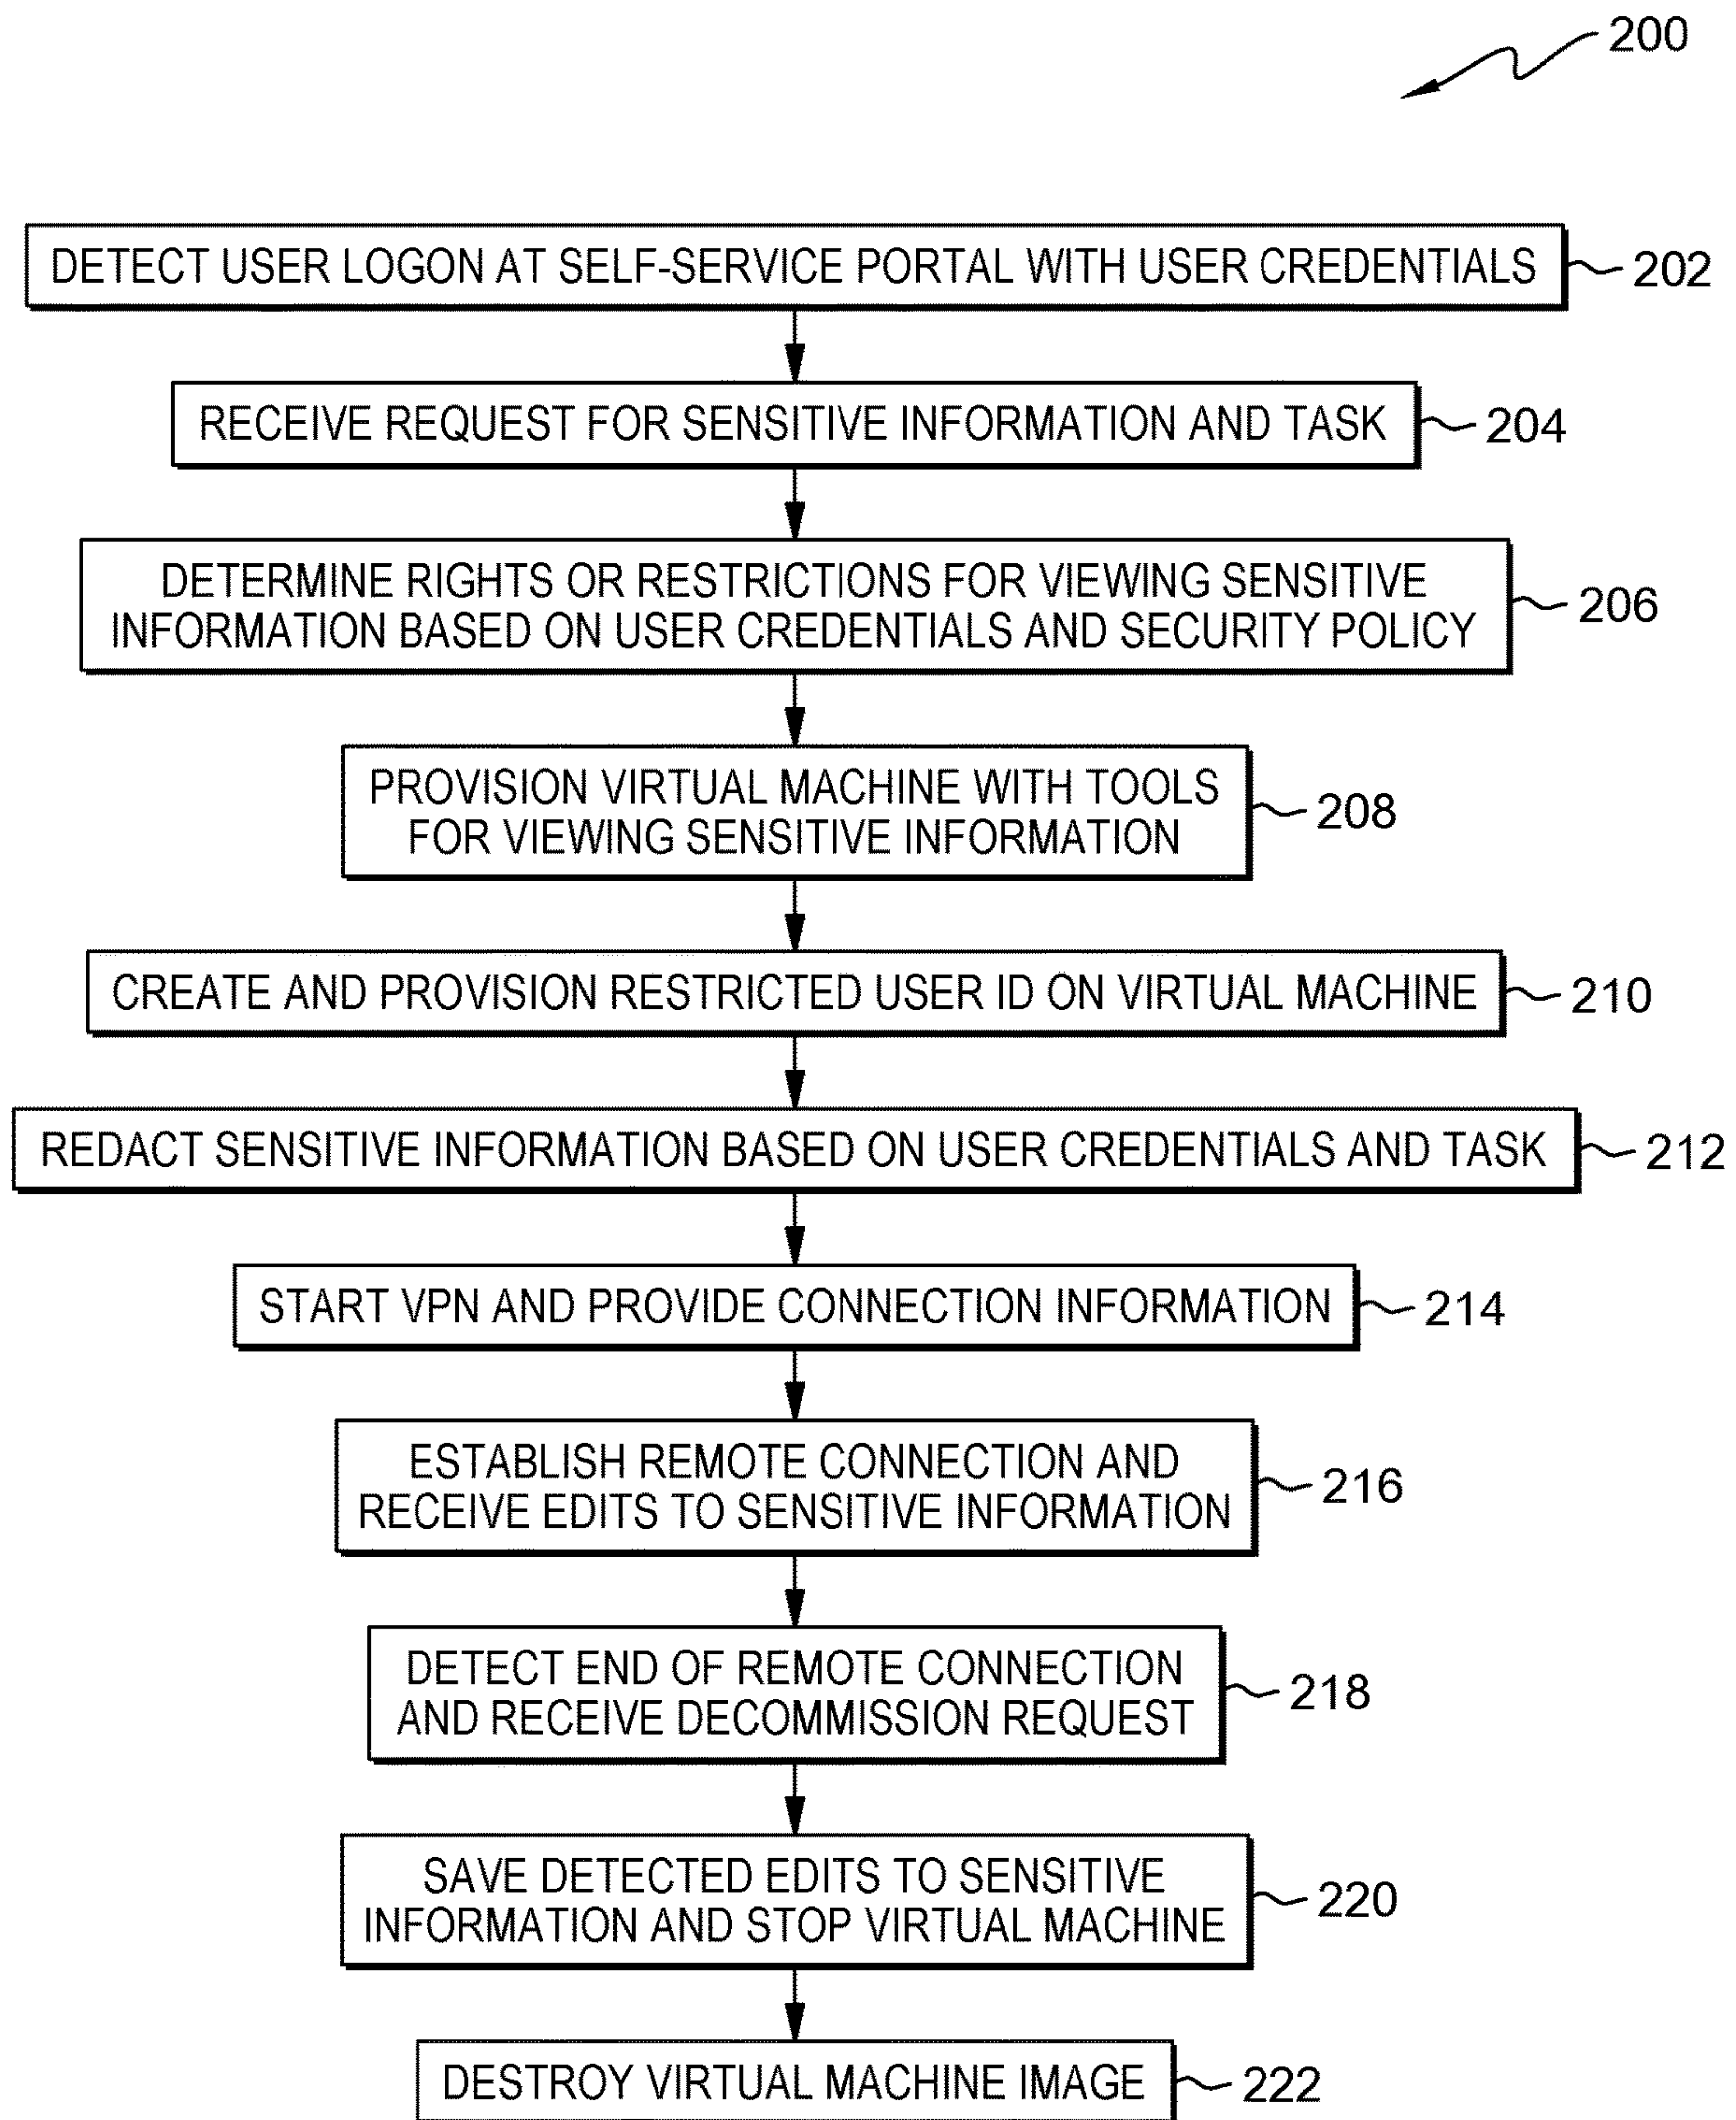 200
DETECT USER LOGON AT SELF-SERVICE PORTAL WITH USER CREDENTIALS
202
RECEIVE REQUEST FOR SENSITIVE INFORMATION AND TASK
204
DETERMINE RIGHTS OR RESTRICTIONS FOR VIEWING SENSITIVE
INFORMATION BASED ON USER CREDENTIALS AND SECURITY POLICY
206
PROVISION VIRTUAL MACHINE WITH TOOLS
FOR VIEWING SENSITIVE INFORMATION
208
CREATE AND PROVISION RESTRICTED USER ID ON VIRTUAL MACHINE
210
REDACT SENSITIVE INFORMATION BASED ON USER CREDENTIALS AND TASK
212
START VPN AND PROVIDE CONNECTION INFORMATION
214
ESTABLISH REMOTE CONNECTION AND
RECEIVE EDITS TO SENSITIVE INFORMATION
216
DETECT END OF REMOTE CONNECTION
AND RECEIVE DECOMMISSION REQUEST
218
SAVE DETECTED EDITS TO SENSITIVE
INFORMATION AND STOP VIRTUAL MACHINE
220
DESTROY VIRTUAL MACHINE IMAGE
222